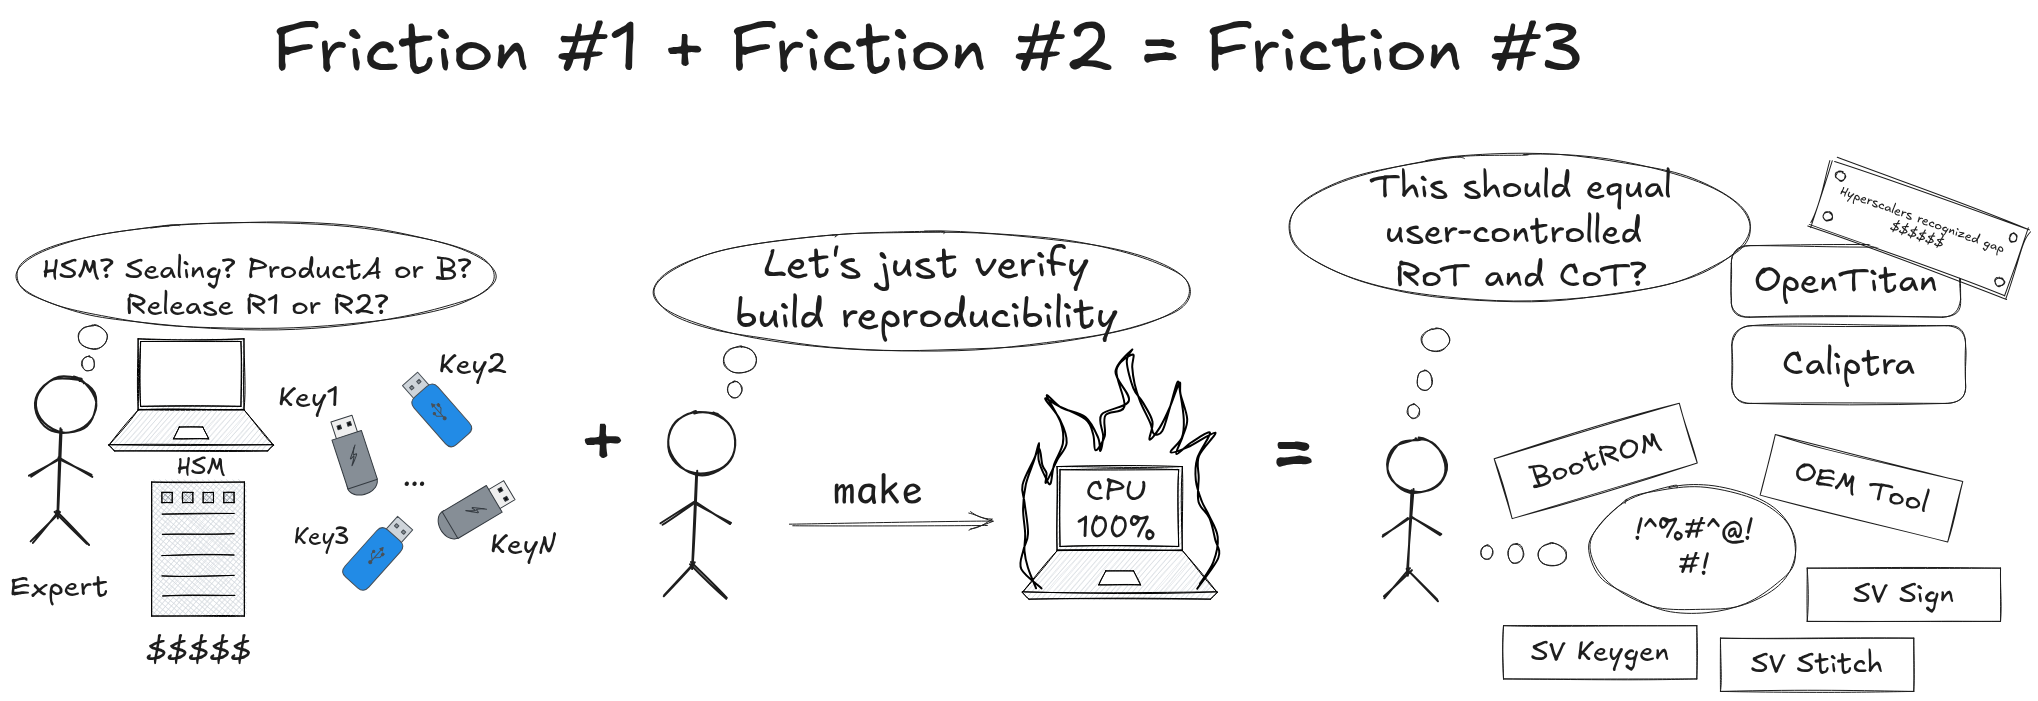 Friction #1 + Friction #2 = Friction #3
HSM? Sealing? ProductA or B?
Release R1 or R2?
Key1
Key2
...
Key3
KeyN
HSM
Expert
$$$$$
+
Let's just verify
build reproducibility
make
CPU
100%
=
This should equal
user-controlled
RoT and CoT?
Hyperscalers recognized gap
$$$$$$
OpenTitan
Caliptra
BootROM
OEM Tool
!^%#^@!
#!
SV Sign
SV Keygen
SV Stitch